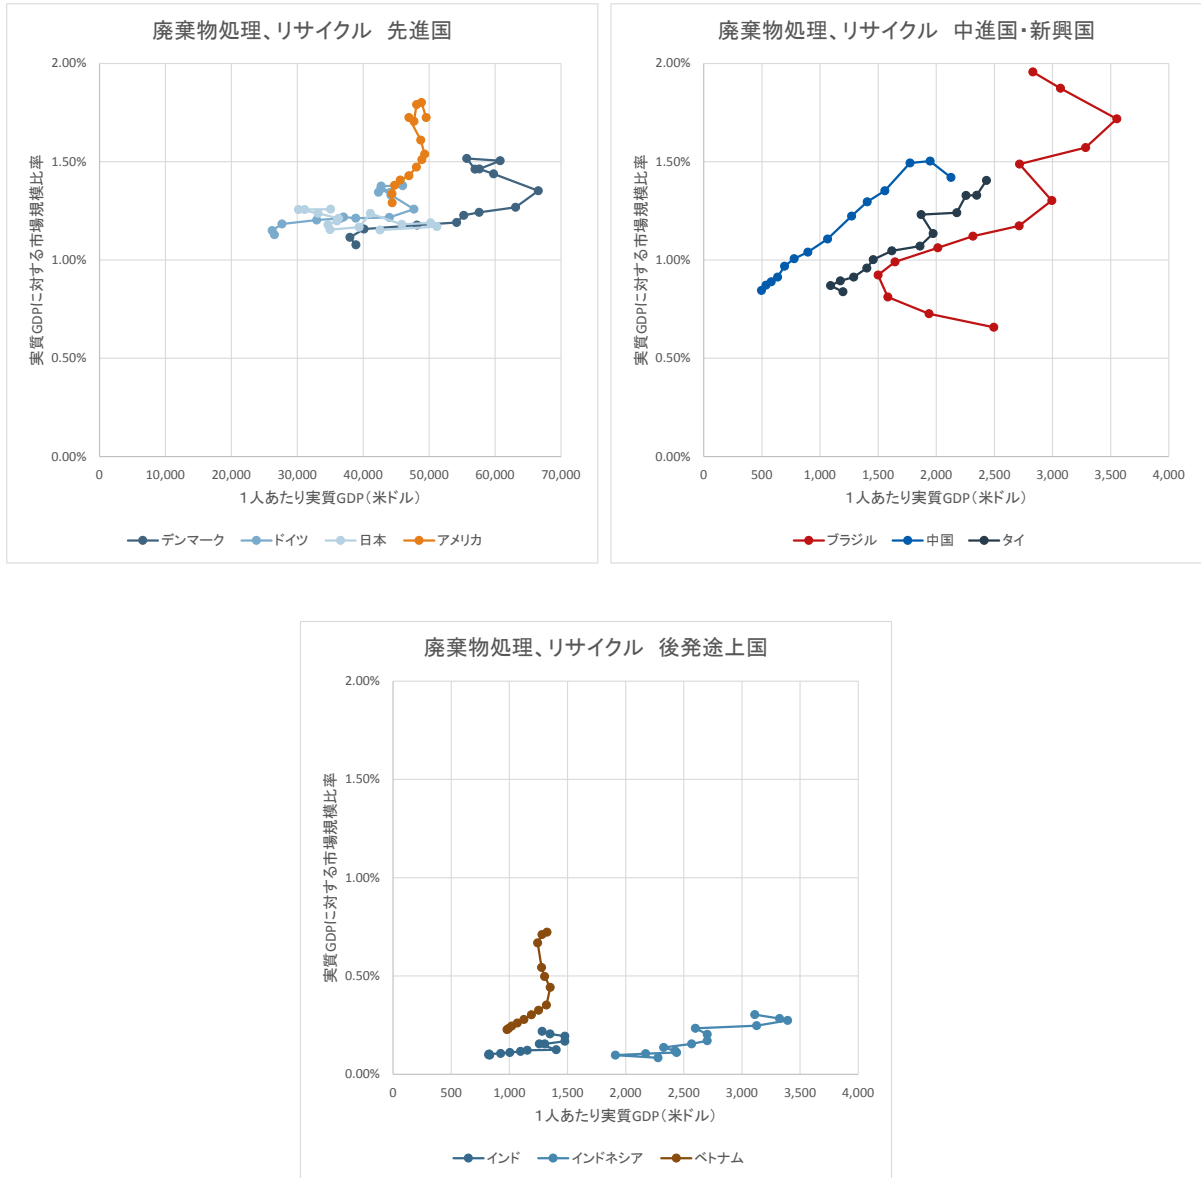 廃棄物処理、リサイクル 先進国
実質GDPに対する市場規模比率
2.00%
1.50%
1.00%
0.50%
0.00%
0
10,000
20,000
30,000
40,000
50,000
60,000
70,000
1人あたり実質GDP(米ドル)
デンマーク
ドイツ
日本
アメリカ
廃棄物処理、リサイクル 中進国・新興国
実質GDPに対する市場規模比率
2.00%
1.50%
1.00%
0.50%
0.00%
0
500
1,000
1,500
2,000
2,500
3,000
3,500
4,000
1人あたり実質GDP(米ドル)
ブラジル
中国
タイ
廃棄物処理、リサイクル 後発途上国
実質GDPに対する市場規模比率
2.00%
1.50%
1.00%
0.50%
0.00%
0
500
1,000
1,500
2,000
2,500
3,000
3,500
4,000
1人あたり実質GDP(米ドル)
インド
インドネシア
ベトナム